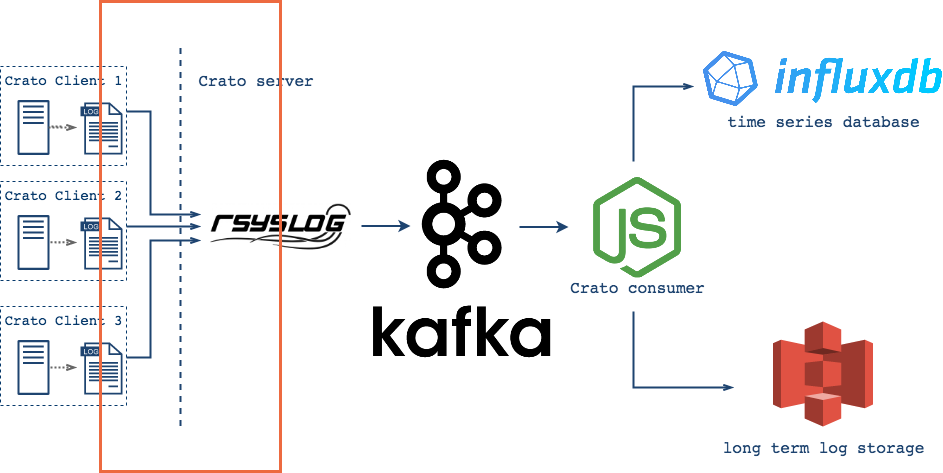 Crato Client 1
LOG
Crato Client 2
LOG
Crato Client 3
LOG
Crato server
RSYSLOG
kafka
JS
Crato consumer
influxdb
time series database
long term log storage